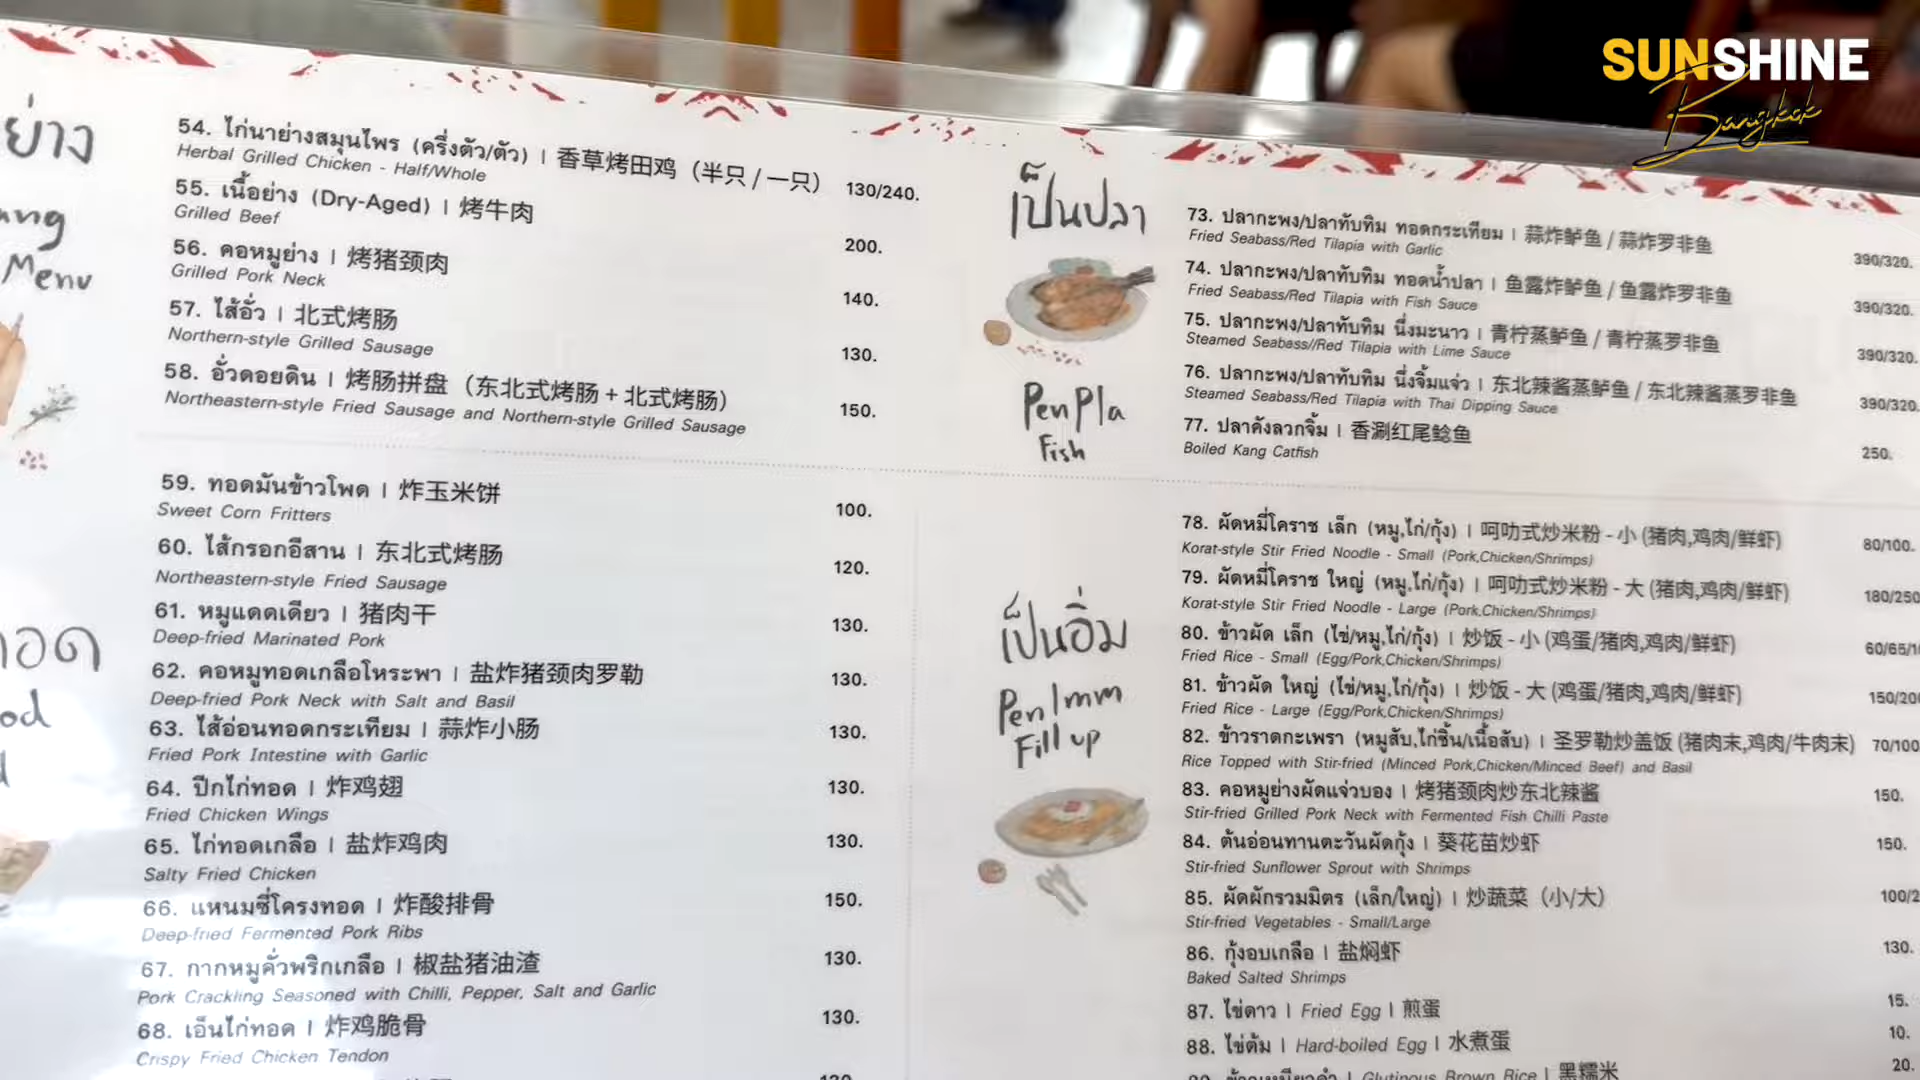 SUNSHINE
Bangkok
ย่าง
Menu
54. ไก่นาย่างสมุนไพร (ครึ่งตัว/ตัว) | 香草烤田鸡（半只 / 一只） 130/240.
Herbal Grilled Chicken - Half/Whole
55. เนื้อย่าง (Dry-Aged) | 烤牛肉 200.
Grilled Beef
56. คอหมูย่าง | 烤猪颈肉 140.
Grilled Pork Neck
57. ไส้อั่ว | 北式烤肠 130.
Northern-style Grilled Sausage
58. อั่วดอยดิน | 烤肠拼盘（东北式烤肠 + 北式烤肠） 150.
Northeastern-style Fried Sausage and Northern-style Grilled Sausage
59. ทอดมันข้าวโพด | 炸玉米饼 100.
Sweet Corn Fritters
60. ไส้กรอกอีสาน | 东北式烤肠 120.
Northeastern-style Fried Sausage
61. หมูแดดเดียว | 猪肉干 130.
Deep-fried Marinated Pork
62. คอหมูทอดเกลือโหระพา | 盐炸猪颈肉罗勒 130.
Deep-fried Pork Neck with Salt and Basil
63. ไส้อ่อนทอดกระเทียม | 蒜炸小肠 130.
Fried Pork Intestine with Garlic
64. ปีกไก่ทอด | 炸鸡翅 130.
Fried Chicken Wings
65. ไก่ทอดเกลือ | 盐炸鸡肉 130.
Salty Fried Chicken
66. แหนมซี่โครงทอด | 炸酸排骨 150.
Deep-fried Fermented Pork Ribs
67. กากหมูคั่วพริกเกลือ | 椒盐猪油渣 130.
Pork Crackling Seasoned with Chilli, Pepper, Salt and Garlic
68. เอ็นไก่ทอด | 炸鸡脆骨 130.
Crispy Fried Chicken Tendon
เป็นปลา
Pen Pla
Fish
73. ปลากะพง/ปลาทับทิม ทอดกระเทียม | 蒜炸鲈鱼 / 蒜炸罗非鱼 390/320.
Fried Seabass/Red Tilapia with Garlic
74. ปลากะพง/ปลาทับทิม ทอดน้ำปลา | 鱼露炸鲈鱼 / 鱼露炸罗非鱼 390/320.
Fried Seabass/Red Tilapia with Fish Sauce
75. ปลากะพง/ปลาทับทิม นึ่งมะนาว | 青柠蒸鲈鱼 / 青柠蒸罗非鱼 390/320.
Steamed Seabass//Red Tilapia with Lime Sauce
76. ปลากะพง/ปลาทับทิม นึ่งจิ้มแจ่ว | 东北辣酱蒸鲈鱼 / 东北辣酱蒸罗非鱼 390/320.
Steamed Seabass/Red Tilapia with Thai Dipping Sauce
77. ปลาคังลวกจิ้ม | 香涮红尾鲶鱼 250.
Boiled Kang Catfish
เป็นอิ่ม
Pen Imm
Fill up
78. ผัดหมี่โคราช เล็ก (หมู,ไก่/กุ้ง) | 呵叻式炒米粉 - 小 (猪肉,鸡肉/鲜虾) 80/100.
Korat-style Stir Fried Noodle - Small (Pork,Chicken/Shrimps)
79. ผัดหมี่โคราช ใหญ่ (หมู,ไก่/กุ้ง) | 呵叻式炒米粉 - 大 (猪肉,鸡肉/鲜虾) 180/250
Korat-style Stir Fried Noodle - Large (Pork,Chicken/Shrimps)
80. ข้าวผัด เล็ก (ไข่/หมู,ไก่/กุ้ง) | 炒饭 - 小 (鸡蛋/猪肉,鸡肉/鲜虾) 60/65/1
Fried Rice - Small (Egg/Pork,Chicken/Shrimps)
81. ข้าวผัด ใหญ่ (ไข่/หมู,ไก่/กุ้ง) | 炒饭 - 大 (鸡蛋/猪肉,鸡肉/鲜虾) 150/200
Fried Rice - Large (Egg/Pork,Chicken/Shrimps)
82. ข้าวราดกะเพรา (หมูสับ,ไก่ชิ้น/เนื้อสับ) | 圣罗勒炒盖饭 (猪肉末,鸡肉/牛肉末) 70/100
Rice Topped with Stir-fried (Minced Pork,Chicken/Minced Beef) and Basil
83. คอหมูย่างผัดแจ่วบอง | 烤猪颈肉炒东北辣酱 150.
Stir-fried Grilled Pork Neck with Fermented Fish Chilli Paste
84. ต้นอ่อนทานตะวันผัดกุ้ง | 葵花苗炒虾 150.
Stir-fried Sunflower Sprout with Shrimps
85. ผัดผักรวมมิตร (เล็ก/ใหญ่) | 炒蔬菜（小/大） 100/2
Stir-fried Vegetables - Small/Large
86. กุ้งอบเกลือ | 盐焗虾 130.
Baked Salted Shrimps
87. ไข่ดาว | Fried Egg | 煎蛋 15.
88. ไข่ต้ม | Hard-boiled Egg | 水煮蛋 10.
Glutinous Brown Rice | 黑糯米 20.